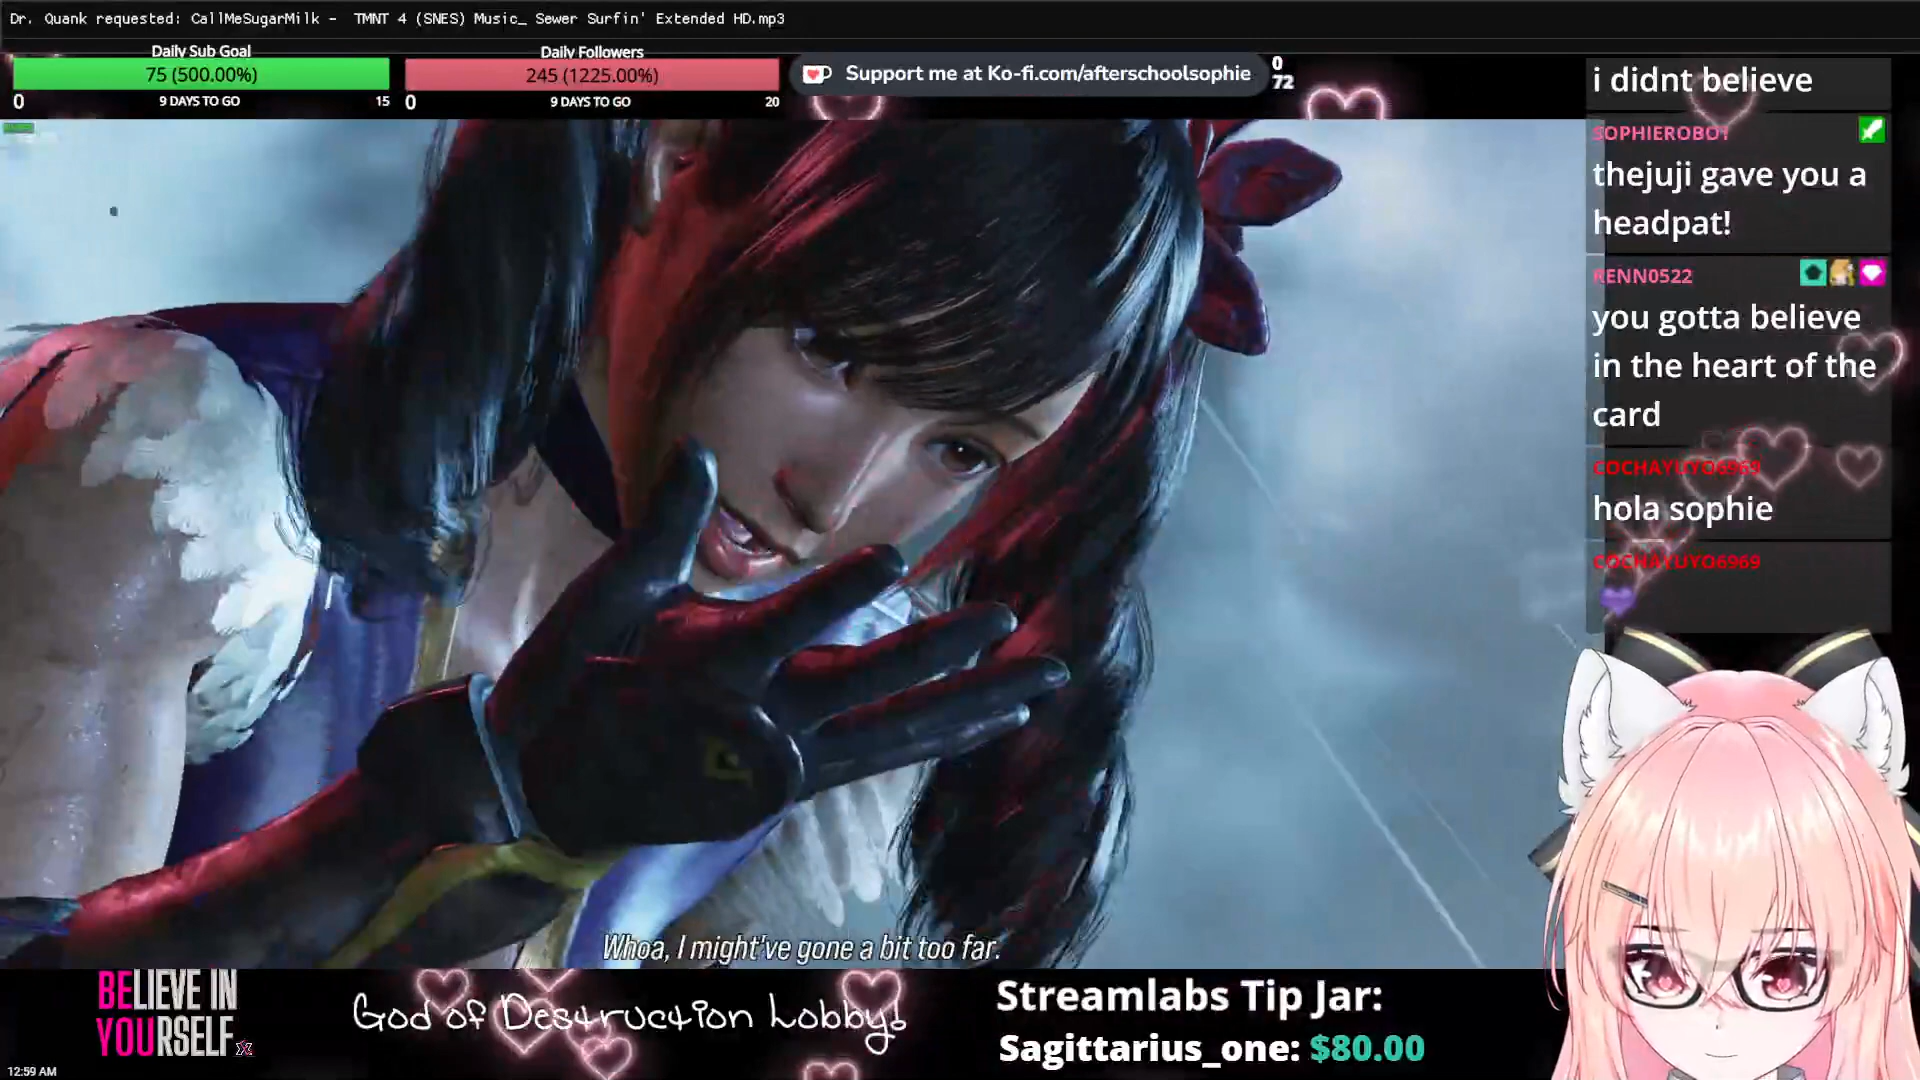 Dr. Quank requested: CallMeSugarMilk -  TMNT 4 (SNES) Music_ Sewer Surfin' Extended HD.mp3
Daily Sub Goal
75 (500.00%)
0 9 DAYS TO GO 15
Daily Followers
245 (1225.00%)
0 9 DAYS TO GO 20
Support me at Ko-fi.com/afterschoolsophie
0
72
i didnt believe
SOPHIEROBOT
thejuji gave you a
headpat!
RENN0522
you gotta believe
in the heart of the
card
COCHAYUYO6969
hola sophie
COCHAYUYO6969
Whoa, I might've gone a bit too far.
BELIEVE IN
YOURSELF
God of Destruction Lobby!
Streamlabs Tip Jar:
Sagittarius_one: $80.00
12:59 AM